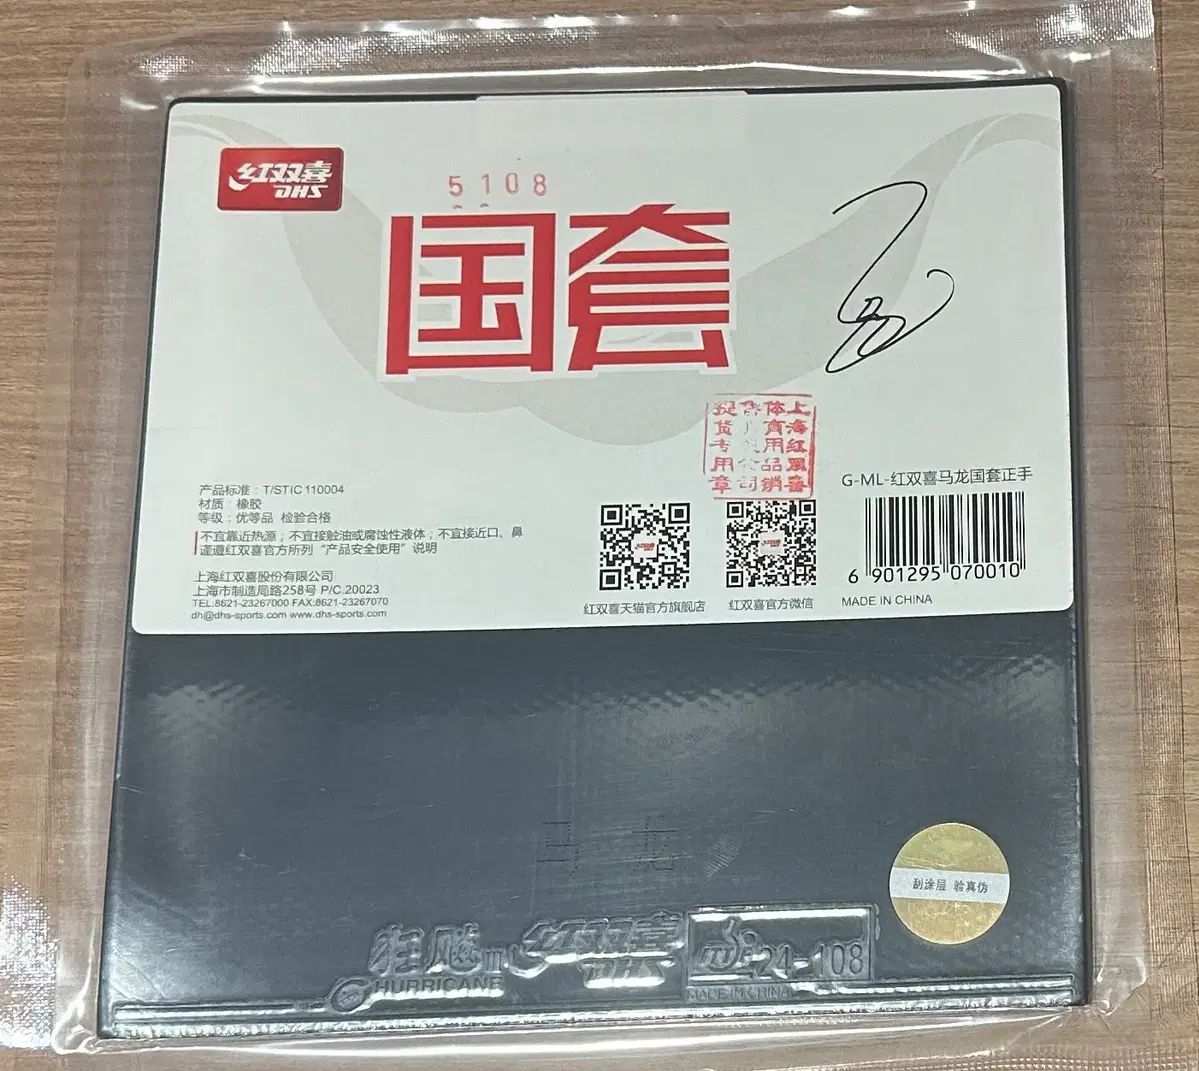 红双喜
DHS
5108
国套
上海红双喜
体育用品销
售
司
提货专用章
G-ML-红双喜马龙国套正手
产品标准：T/STIC 110004
材质：橡胶
等级：优等品 检验合格
不宜靠近热源；不宜接触油或腐蚀性液体；不宜接近口、鼻
谨遵红双喜官方所列“产品安全使用”说明
上海红双喜股份有限公司
上海市制造局路258号 P/C.20023
TEL:8621-23267000 FAX:8621-23267070
dh@dhs-sports.com www.dhs-sports.com
红双喜天猫官方旗舰店
红双喜官方微信
6 901295 070010
MADE IN CHINA
刮涂层 验真伪
马龙
狂飚 红双喜 24-108
HURRICANE DHS MADE IN CHINA